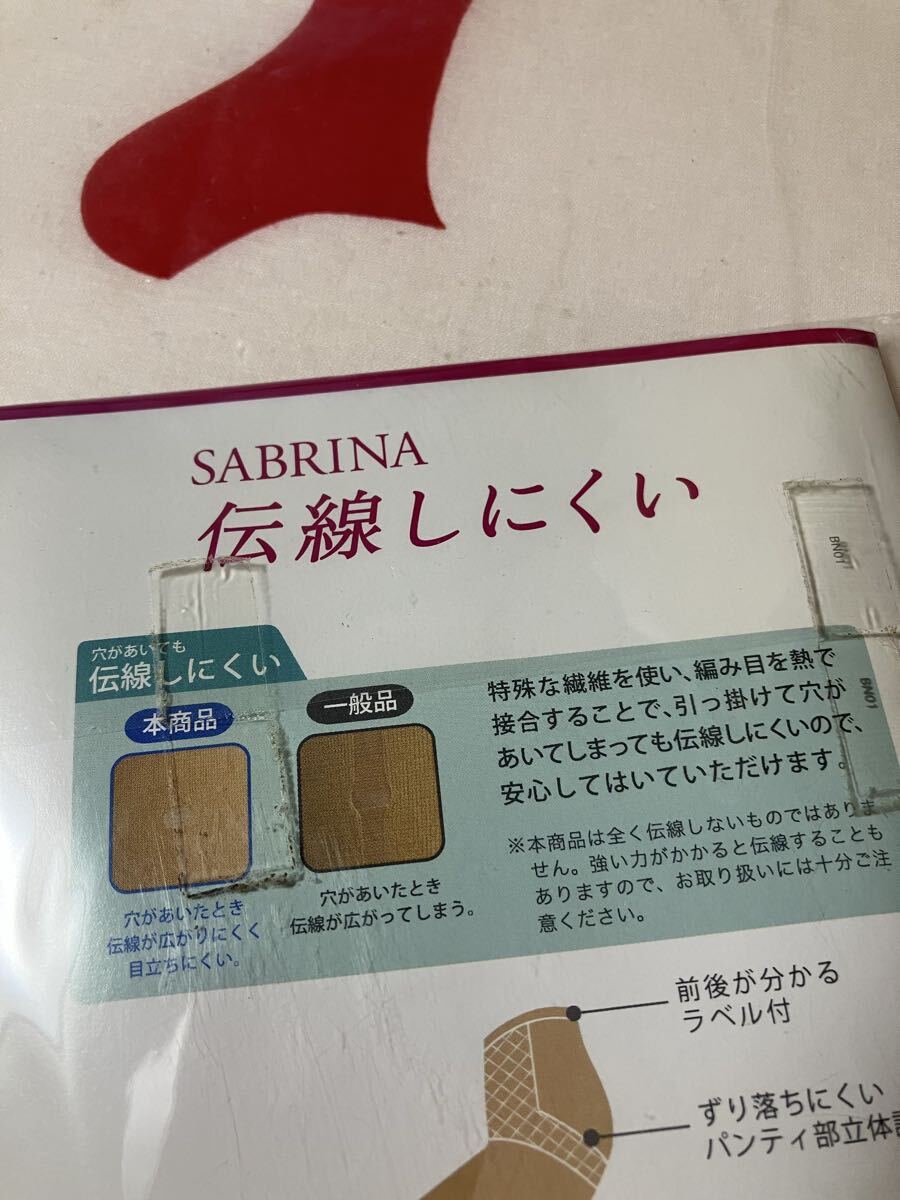 SABRINA
伝線しにくい
穴があいても
伝線しにくい
本商品
一般品
穴があいたとき
伝線が広がりにくく
目立ちにくい。
穴があいたとき
伝線が広がってしまう。
特殊な繊維を使い、編み目を熱で
接合することで、引っ掛けて穴が
あいてしまっても伝線しにくいので、
安心してはいていただけます。
※本商品は全く伝線しないものではありま
せん。強い力がかかると伝線することも
ありますので、お取り扱いには十分ご注
意ください。
BN01
BN01
前後が分かる
ラベル付
ずり落ちにくい
パンティ部立体